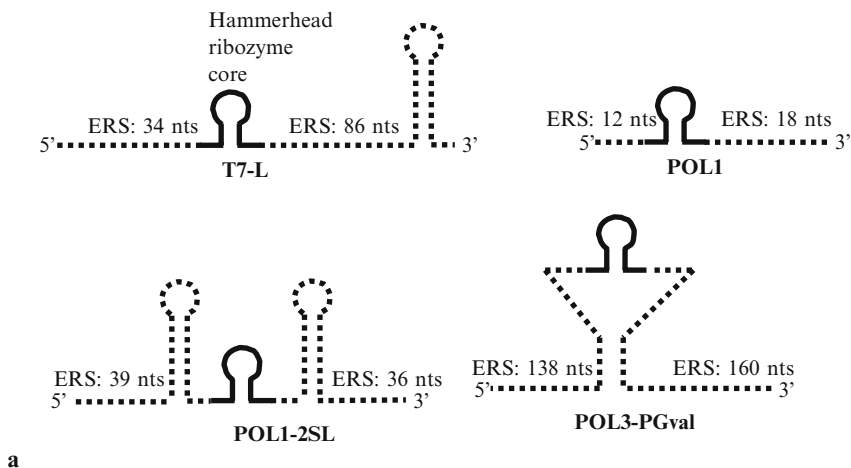 Hammerhead
ribozyme
core
ERS: 34 nts
ERS: 86 nts
5’
3’
T7-L
ERS: 12 nts
ERS: 18 nts
5’
3’
POL1
ERS: 39 nts
ERS: 36 nts
5’
3’
POL1-2SL
ERS: 138 nts
ERS: 160 nts
5’
3’
POL3-PGval
a